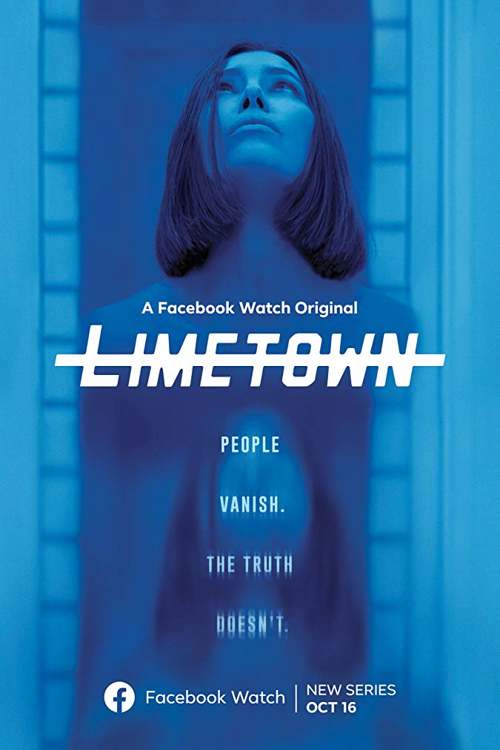 A Facebook Watch Original
LIMETOWN
PEOPLE
VANISH.
THE TRUTH
DOESN'T.
Facebook Watch
NEW SERIES
OCT 16